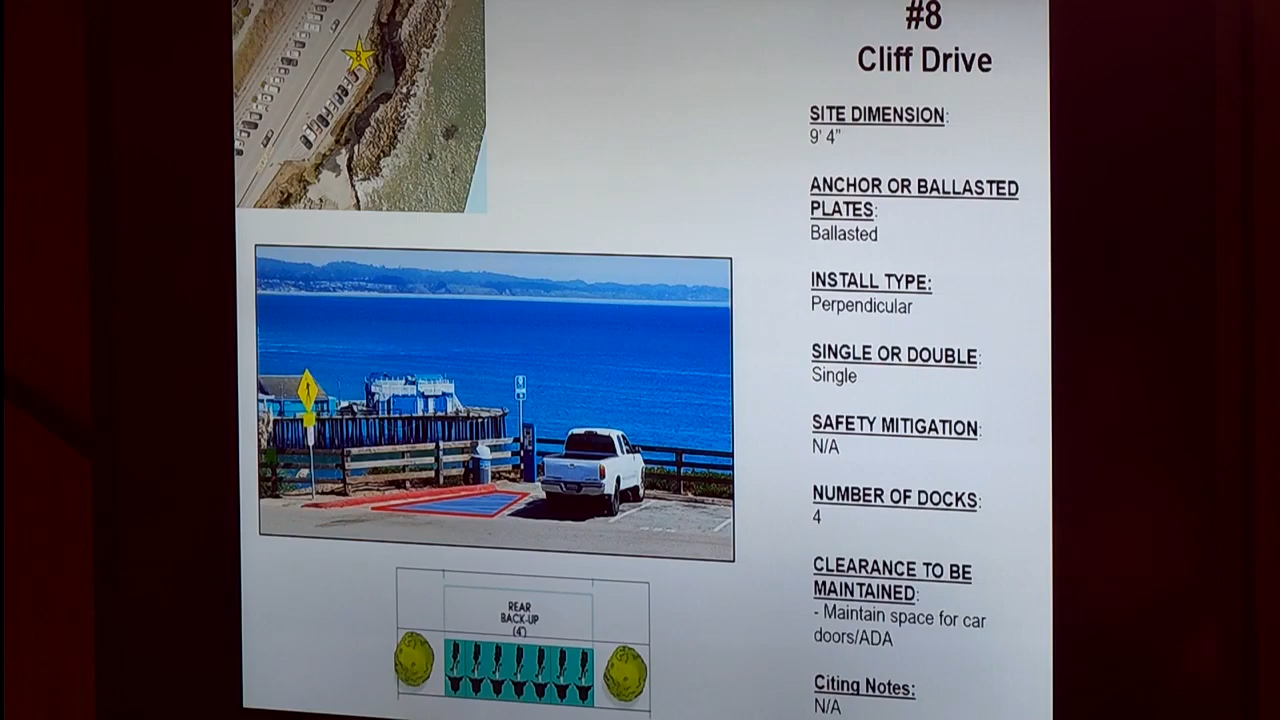 #8
Cliff Drive
8
SITE DIMENSION:
9' 4"
ANCHOR OR BALLASTED
PLATES:
Ballasted
INSTALL TYPE:
Perpendicular
SINGLE OR DOUBLE:
Single
SAFETY MITIGATION:
N/A
NUMBER OF DOCKS:
4
CLEARANCE TO BE
MAINTAINED:
- Maintain space for car
doors/ADA
Citing Notes:
N/A
REAR
BACK-UP
(4')